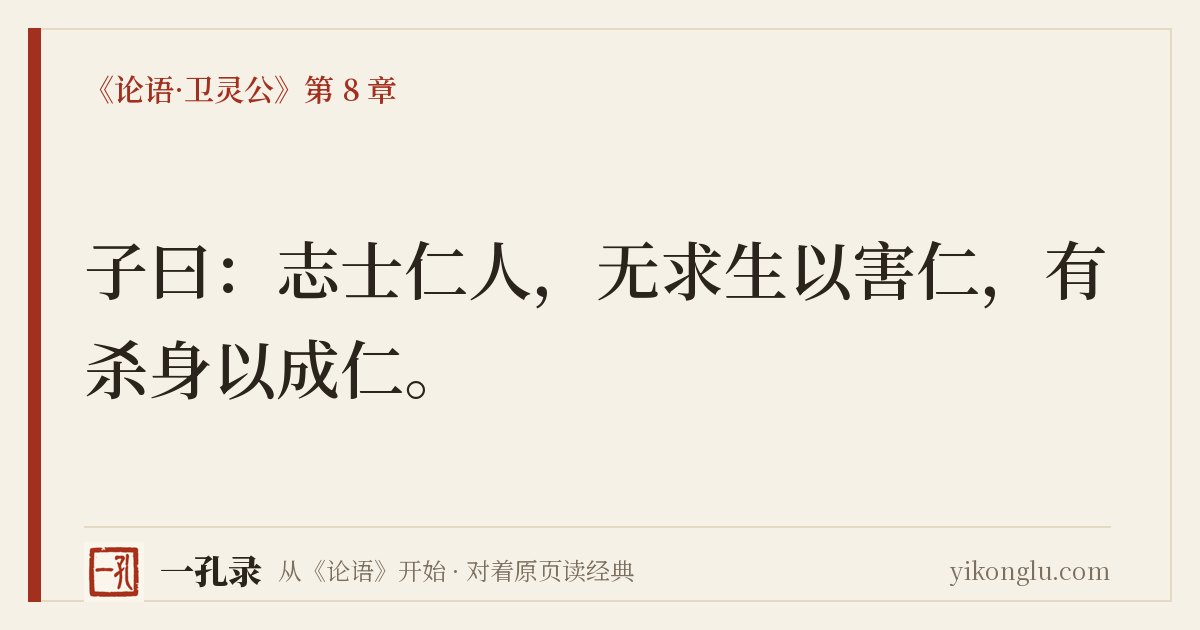 《论语·卫灵公》第 8 章
子曰：志士仁人，无求生以害仁，有
杀身以成仁。
一孔 一孔录 从《论语》开始 · 对着原页读经典 yikonglu.com